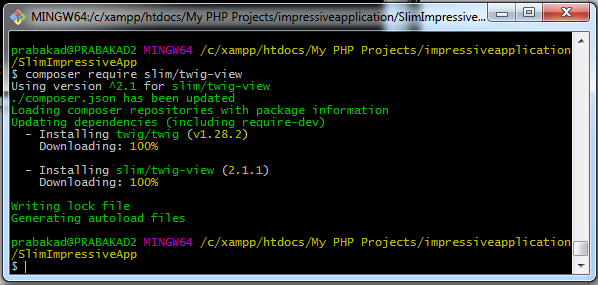 MINGW64:/c/xampp/htdocs/My PHP Projects/impressiveapplication/SlimImpressive...
prabakad@PRABAKAD2 MINGW64 /c/xampp/htdocs/My PHP Projects/impressiveapplication
/SlimImpressiveApp
$ composer require slim/twig-view
Using version ^2.1 for slim/twig-view
./composer.json has been updated
Loading composer repositories with package information
Updating dependencies (including require-dev)
- Installing twig/twig (v1.28.2)
Downloading: 100%
- Installing slim/twig-view (2.1.1)
Downloading: 100%
Writing lock file
Generating autoload files
prabakad@PRABAKAD2 MINGW64 /c/xampp/htdocs/My PHP Projects/impressiveapplication
/SlimImpressiveApp
$